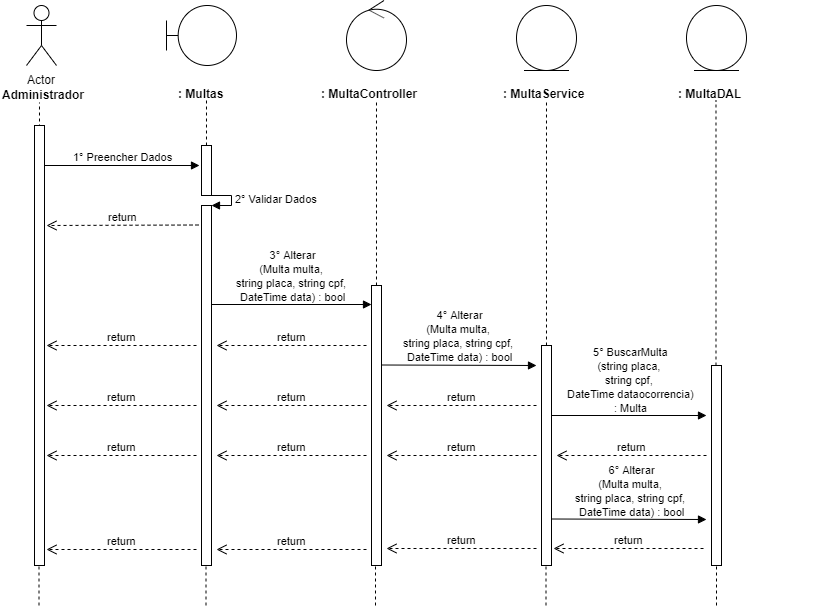 Actor
Administrador
: Multas
: MultaController
: MultaService
: MultaDAL
1° Preencher Dados
2° Validar Dados
return
3° Alterar
(Multa multa,
string placa, string cpf,
DateTime data) : bool
4° Alterar
(Multa multa,
string placa, string cpf,
DateTime data) : bool
return
return
5° BuscarMulta
(string placa,
string cpf,
DateTime dataocorrencia)
: Multa
return
return
return
return
return
return
return
6° Alterar
(Multa multa,
string placa, string cpf,
DateTime data) : bool
return
return
return
return